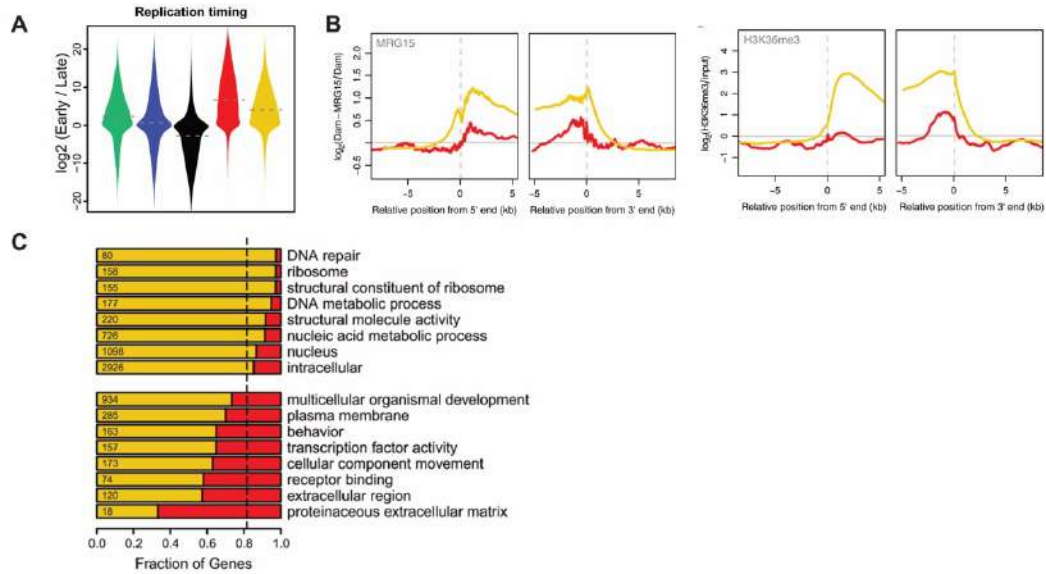 A
Replication timing
log2 (Early / Late)
20
10
0
−10
−20
B
MRG15
log2(Dam−MRG15/Dam)
2.0
1.5
1.0
0.5
0.0
-0.5
−5 0 5
Relative position from 5' end (kb)
−5 0 5
Relative position from 3' end (kb)
H3K36me3
log2(H3K36me3/input)
4
3
2
1
0
−1
−5 0 5
Relative position from 5' end (kb)
−5 0 5
Relative position from 3' end (kb)
C
80 DNA repair
158 ribosome
155 structural constituent of ribosome
177 DNA metabolic process
220 structural molecule activity
726 nucleic acid metabolic process
1098 nucleus
2926 intracellular
934 multicellular organismal development
285 plasma membrane
163 behavior
157 transcription factor activity
173 cellular component movement
74 receptor binding
120 extracellular region
18 proteinaceous extracellular matrix
0.0 0.2 0.4 0.6 0.8 1.0
Fraction of Genes